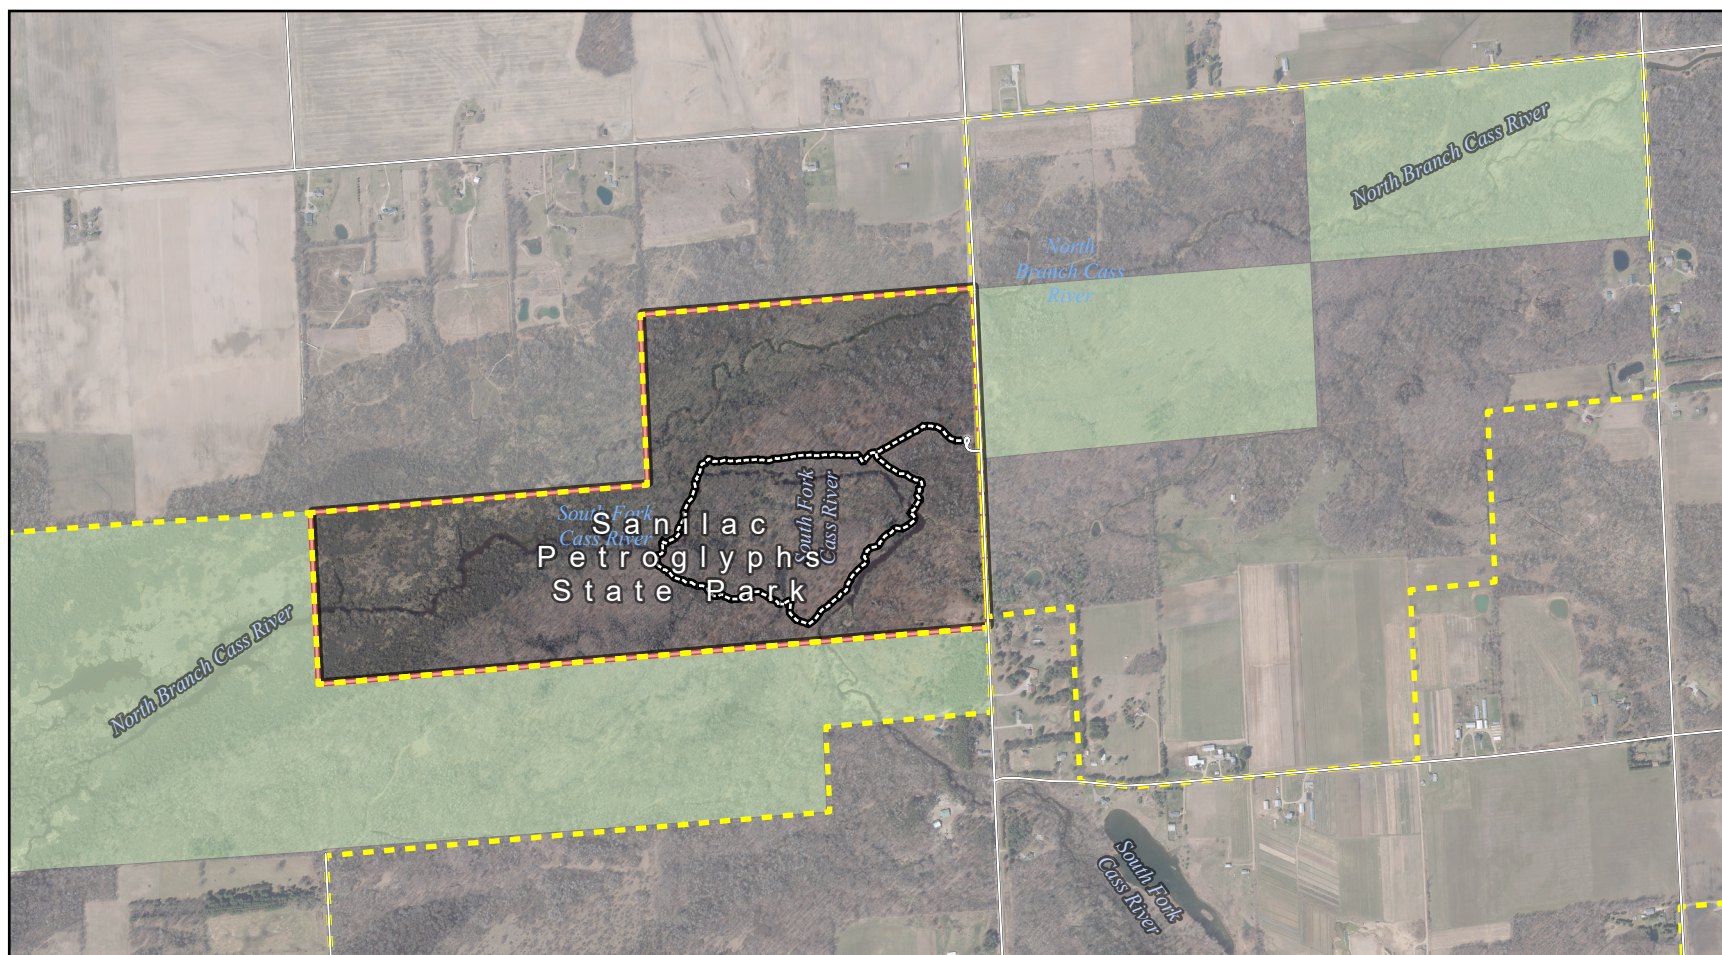 North Branch Cass River
North
Branch Cass
River
South Fork
Cass River
South Fork
Cass River
Sanilac
Petroglyphs
State Park
North Branch Cass River
South Fork
Cass River